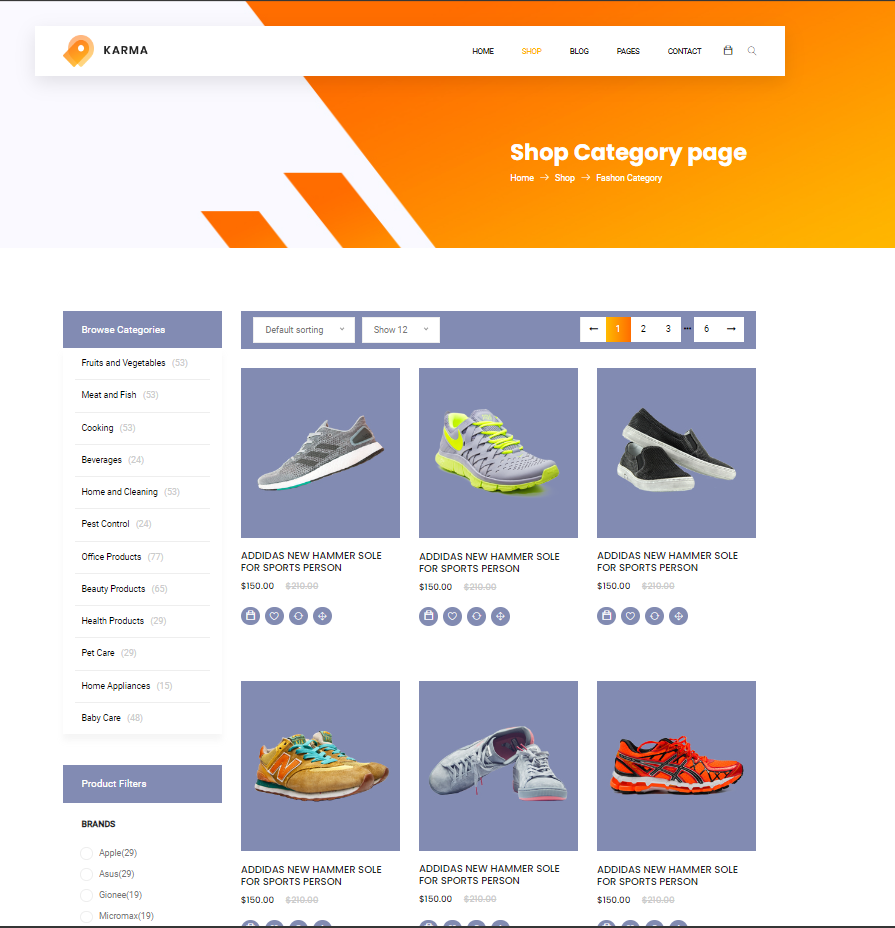 KARMA
HOME SHOP BLOG PAGES CONTACT
Shop Category page
Home → Shop → Fashon Category
Browse Categories
Fruits and Vegetables (53)
Meat and Fish (53)
Cooking (53)
Beverages (24)
Home and Cleaning (53)
Pest Control (24)
Office Products (77)
Beauty Products (65)
Health Products (29)
Pet Care (29)
Home Appliances (15)
Baby Care (48)
Product Filters
BRANDS
Apple(29)
Asus(29)
Gionee(19)
Micromax(19)
Default sorting Show 12 ← 1 2 3 ••• 6 →
ADDIDAS NEW HAMMER SOLE
FOR SPORTS PERSON
$150.00 $210.00
ADDIDAS NEW HAMMER SOLE
FOR SPORTS PERSON
$150.00 $210.00
ADDIDAS NEW HAMMER SOLE
FOR SPORTS PERSON
$150.00 $210.00
N
ADDIDAS NEW HAMMER SOLE
FOR SPORTS PERSON
$150.00 $210.00
ADDIDAS NEW HAMMER SOLE
FOR SPORTS PERSON
$150.00 $210.00
ADDIDAS NEW HAMMER SOLE
FOR SPORTS PERSON
$150.00 $210.00